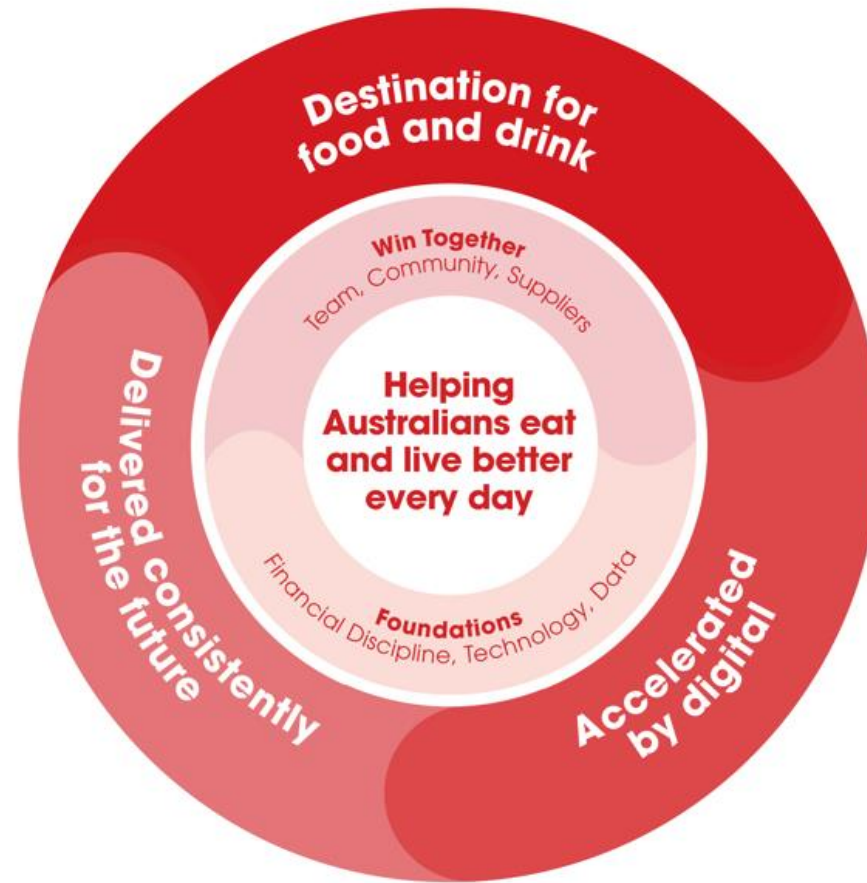 Destination for
food and drink
Win Together
Team, Community, Suppliers
Helping
Australians eat
and live better
every day
Foundations
Financial Discipline, Technology, Data
Accelerated
by digital
Delivered consistently
for the future